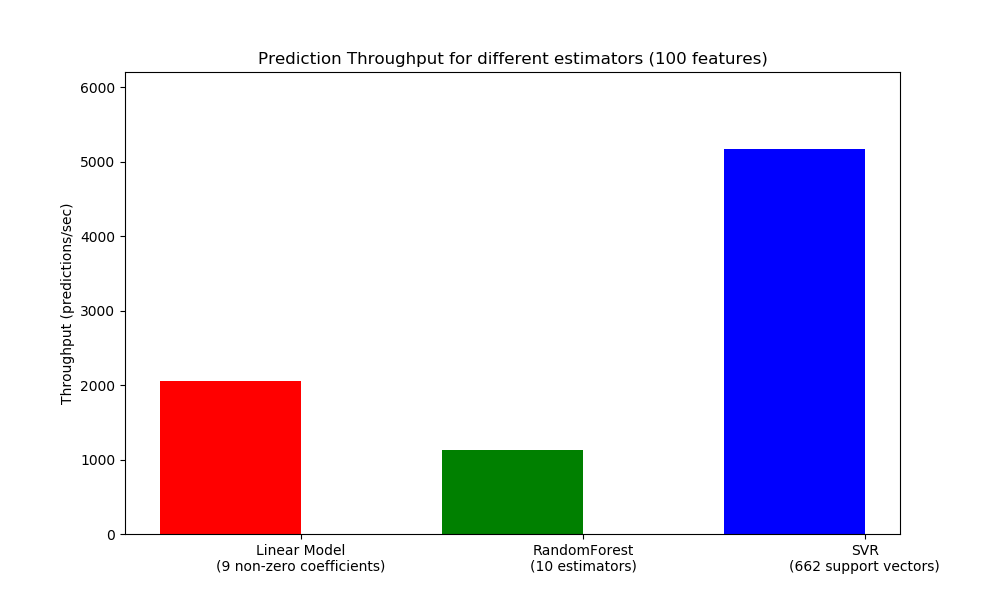 Prediction Throughput for different estimators (100 features)
Throughput (predictions/sec)
6000
5000
4000
3000
2000
1000
0
Linear Model
(9 non-zero coefficients)
RandomForest
(10 estimators)
SVR
(662 support vectors)